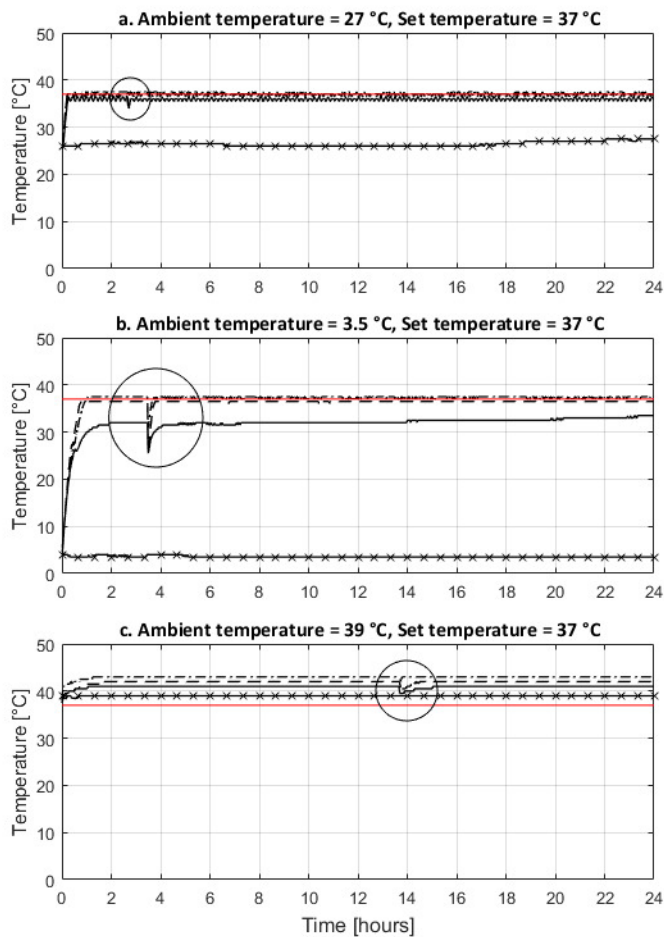 a. Ambient temperature = 27 °C, Set temperature = 37 °C
50
40
30
20
10
0
Temperature [°C]
0 2 4 6 8 10 12 14 16 18 20 22 24
b. Ambient temperature = 3.5 °C, Set temperature = 37 °C
50
40
30
20
10
0
Temperature [°C]
0 2 4 6 8 10 12 14 16 18 20 22 24
c. Ambient temperature = 39 °C, Set temperature = 37 °C
50
40
30
20
10
0
Temperature [°C]
0 2 4 6 8 10 12 14 16 18 20 22 24
Time [hours]